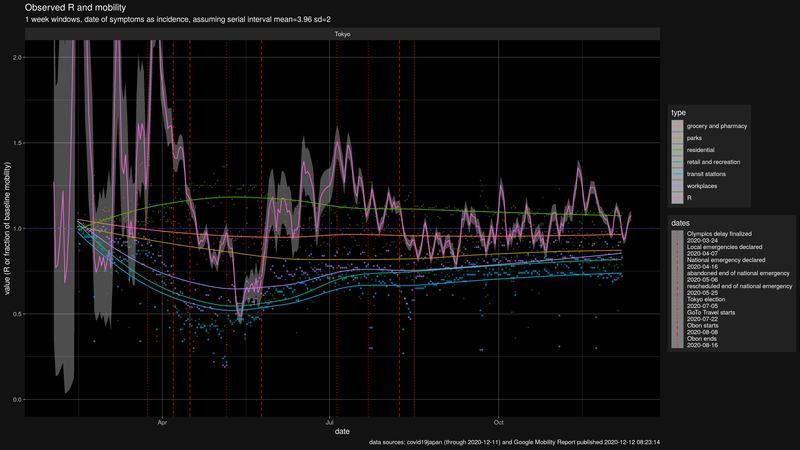 Observed R and mobility
1 week windows, date of symptoms as incidence, assuming serial interval mean=3.96 sd=2
Tokyo
2.0
1.5
1.0
0.5
0.0
value (R or fraction of baseline mobility)
Apr
Jul
Oct
date
type
grocery and pharmacy
parks
residential
retail and recreation
transit stations
workplaces
R
dates
Olympics delay finalized
2020-03-24
Local emergencies declared
2020-04-07
National emergency declared
2020-04-16
abandoned end of national emergency
2020-05-06
rescheduled end of national emergency
2020-05-25
Tokyo election
2020-07-05
GoTo Travel starts
2020-07-22
Obon starts
2020-08-08
Obon ends
2020-08-16
data sources: covid19japan (through 2020-12-11) and Google Mobility Report published 2020-12-12 08:23:14